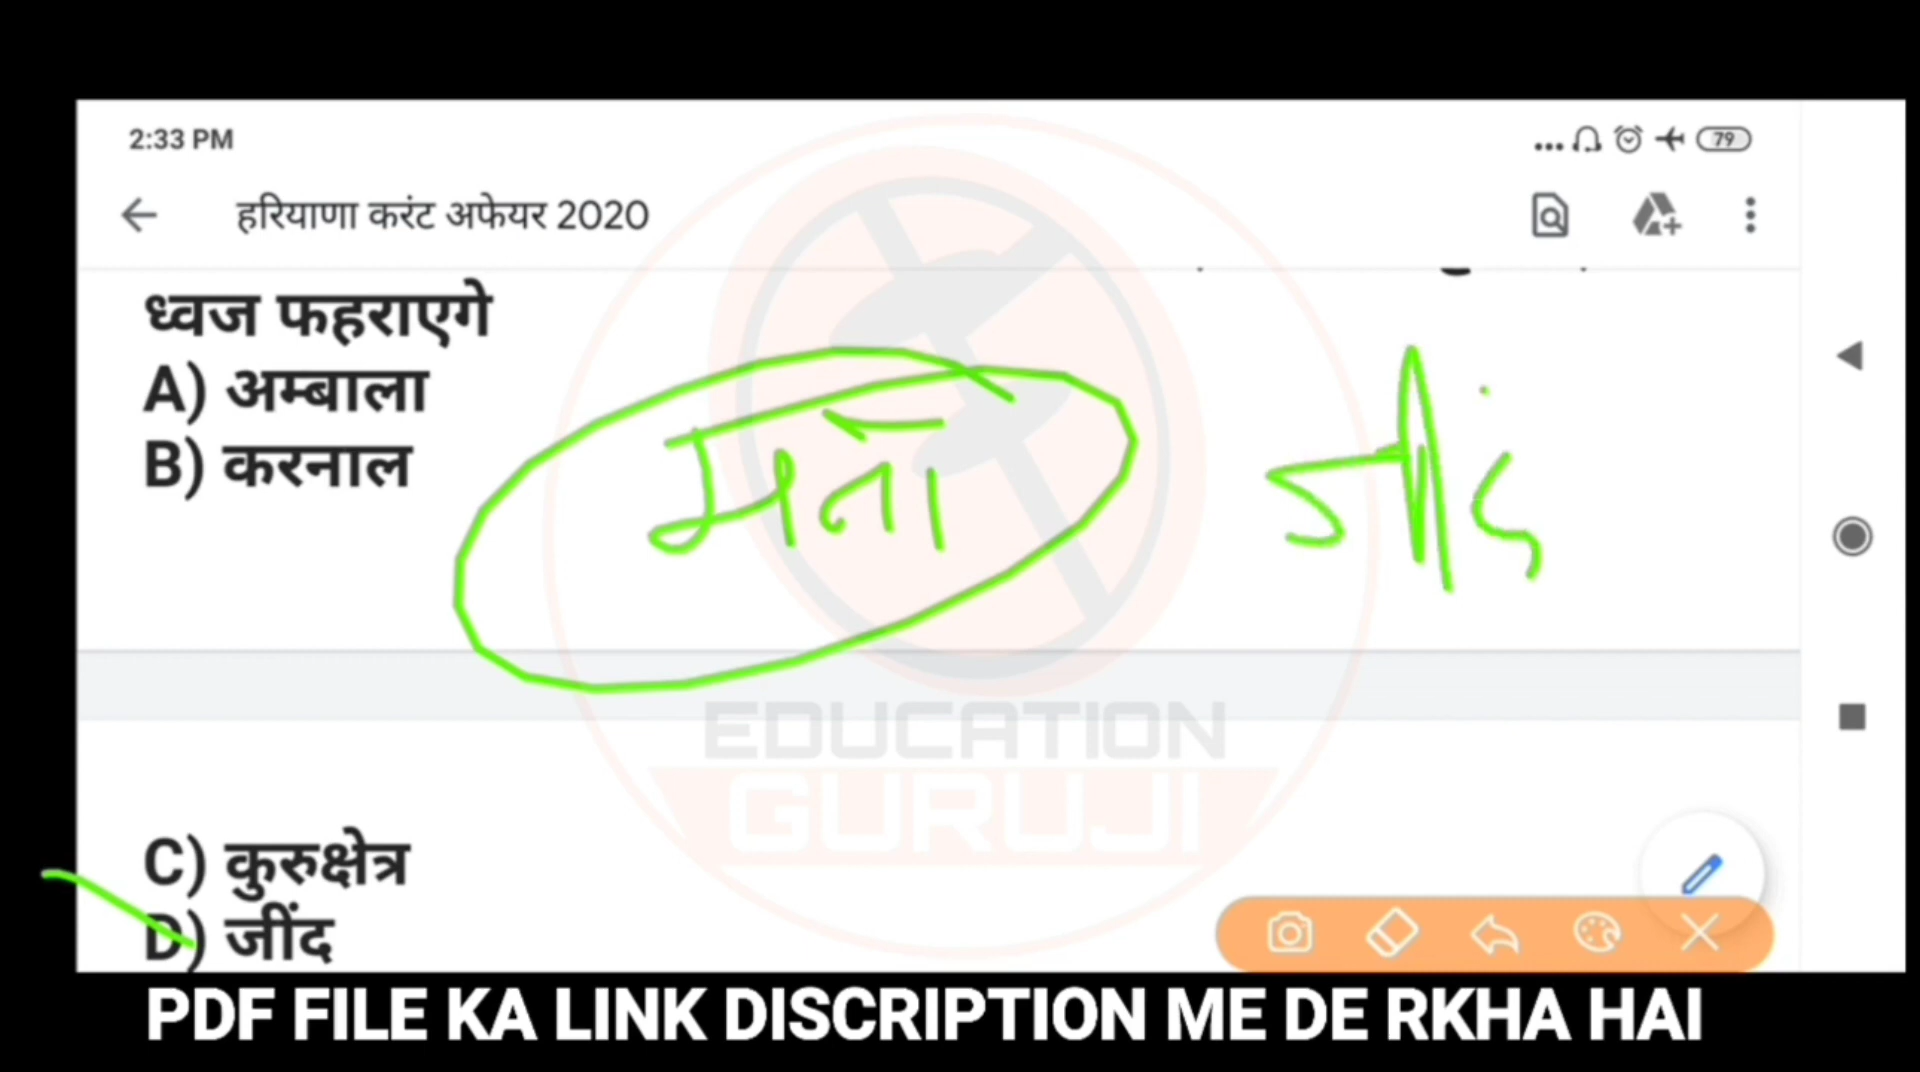 2:33 PM
79
हरियाणा करंट अफेयर 2020
ध्वज फहराएगे
A) अम्बाला
B) करनाल
जींद
EDUCATION
GURUJI
C) कुरुक्षेत्र
D) जींद
PDF FILE KA LINK DISCRIPTION ME DE RKHA HAI